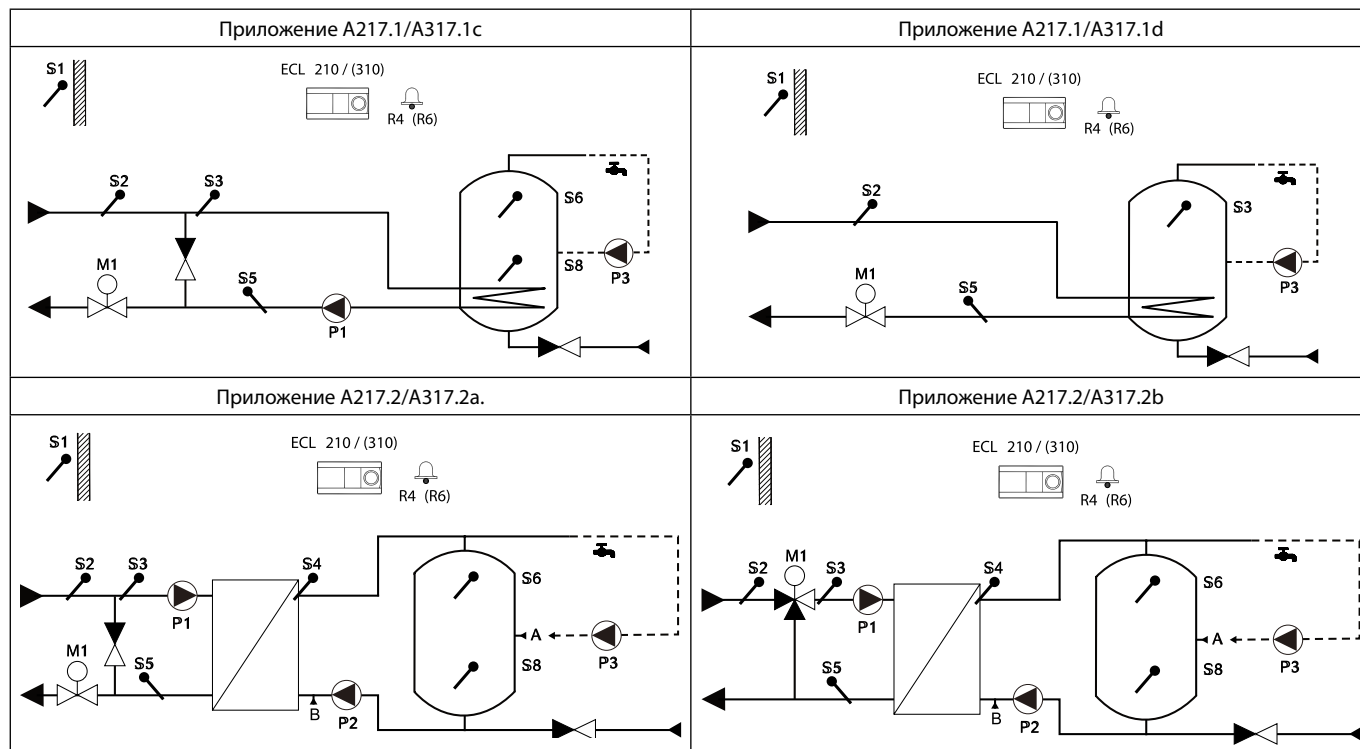 Приложение A217.1/A317.1c
S1
ECL 210 / (310)
R4 (R6)
S2
S3
S6
S8
P3
M1
S5
P1
Приложение A217.1/A317.1d
S1
ECL 210 / (310)
R4 (R6)
S2
S3
P3
M1
S5
Приложение A217.2/A317.2a.
S1
ECL 210 / (310)
R4 (R6)
S2
S3
S4
S6
P1
A
P3
M1
S5
S8
B
P2
Приложение A217.2/A317.2b
S1
ECL 210 / (310)
R4 (R6)
S2
M1
S3
S4
S6
P1
A
P3
S5
S8
B
P2